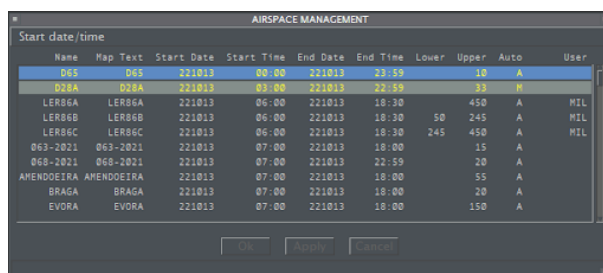 AIRSPACE MANAGEMENT
Start date/time
Name Map Text Start Date Start Time End Date End Time Lower Upper Auto User
D65 D65 221013 00:00 221013 23:59 10 A
D28A D28A 221013 03:00 221013 22:59 33 M
LER86A LER86A 221013 06:00 221013 18:30 450 A MIL
LER86B LER86B 221013 06:00 221013 18:30 50 245 A MIL
LER86C LER86C 221013 06:00 221013 18:30 245 450 A MIL
063-2021 063-2021 221013 07:00 221013 18:00 15 A
068-2021 068-2021 221013 07:00 221013 22:59 20 A
AMENDOEIRA AMENDOEIRA 221013 07:00 221013 18:00 55 A
BRAGA BRAGA 221013 07:00 221013 18:00 20 A
EVORA EVORA 221013 07:00 221013 18:00 150 A
Ok Apply Cancel